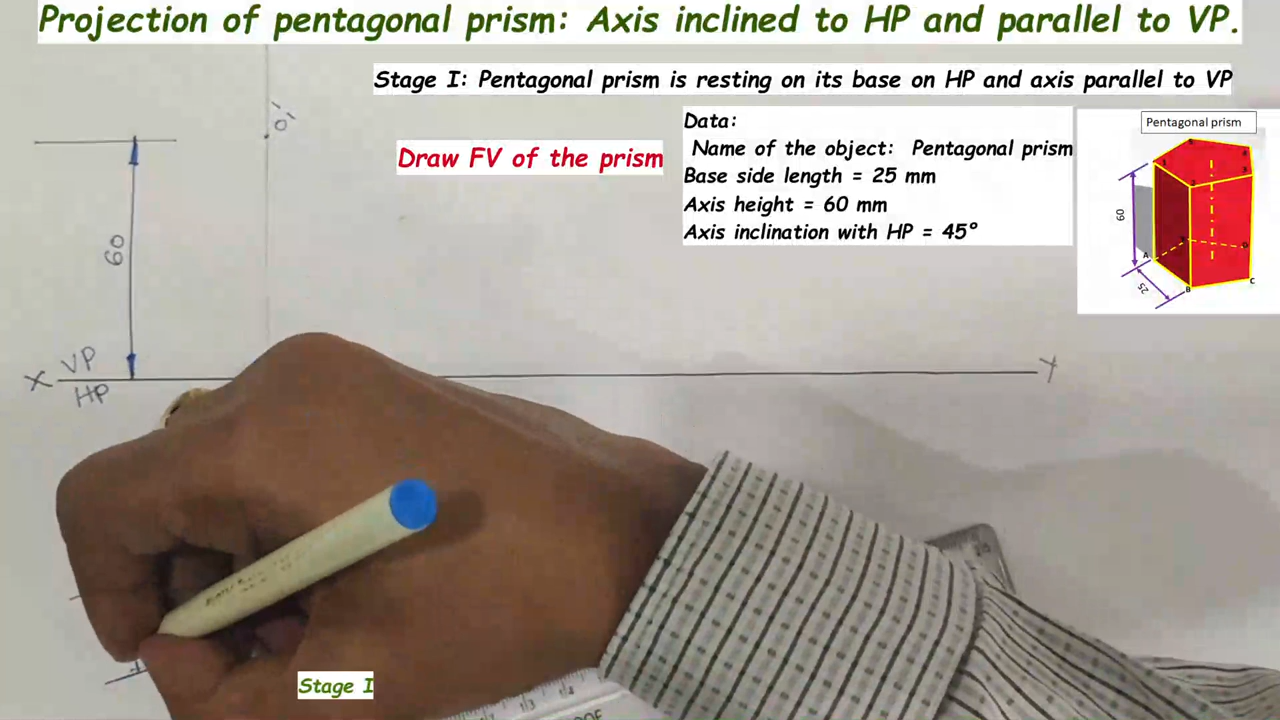 Projection of pentagonal prism: Axis inclined to HP and parallel to VP.
Stage I: Pentagonal prism is resting on its base on HP and axis parallel to VP
Data:
Name of the object: Pentagonal prism
Base side length = 25 mm
Axis height = 60 mm
Axis inclination with HP = 45°
Draw FV of the prism
Pentagonal prism
60
25
A
B
C
D
O1'
60
X
VP
HP
Y
Stage I